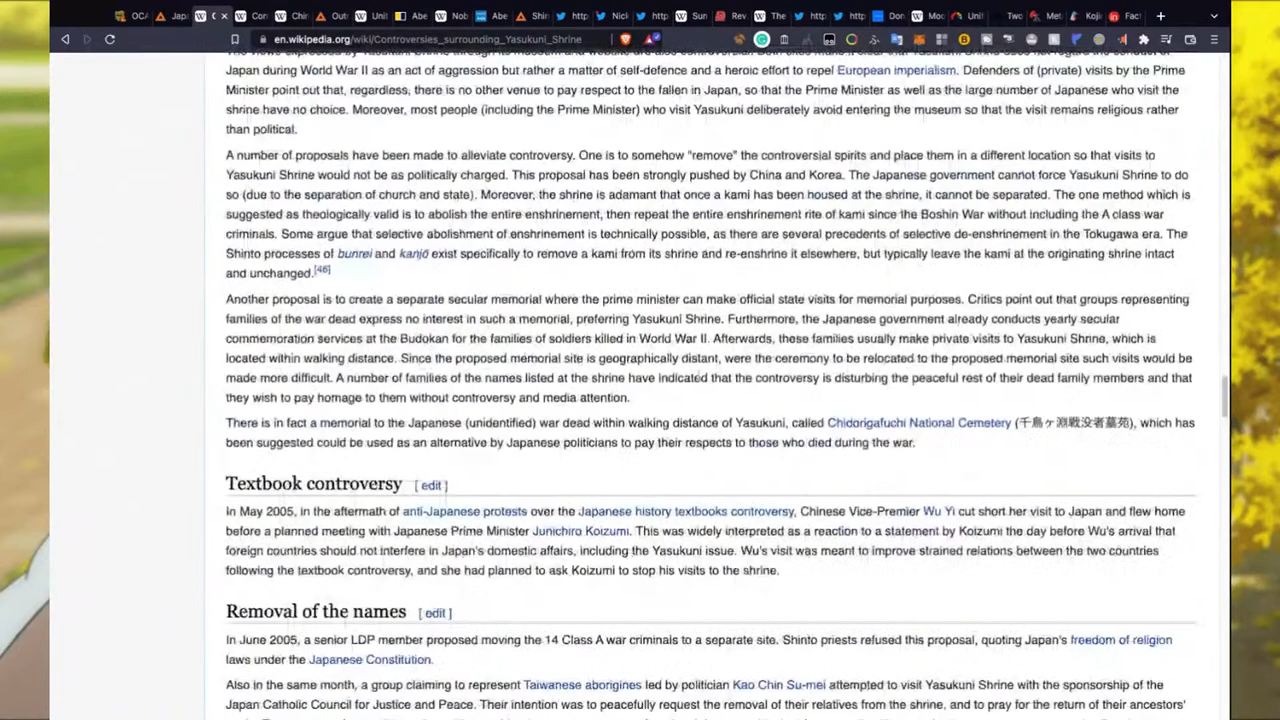 OCA
Jap
C
Cor
Chir
Outr
Unit
Abe
Nob
Abe
Shin
http
Nick
http
Sun
Rev
The
http
http
Don
Moc
Unif
Two
Met
Koji
Fact
en.wikipedia.org/wiki/Controversies_surrounding_Yasukuni_Shrine
Japan during World War II as an act of aggression but rather a matter of self-defence and a heroic effort to repel European imperialism. Defenders of (private) visits by the Prime
Minister point out that, regardless, there is no other venue to pay respect to the fallen in Japan, so that the Prime Minister as well as the large number of Japanese who visit the
shrine have no choice. Moreover, most people (including the Prime Minister) who visit Yasukuni deliberately avoid entering the museum so that the visit remains religious rather
than political.
A number of proposals have been made to alleviate controversy. One is to somehow "remove" the controversial spirits and place them in a different location so that visits to
Yasukuni Shrine would not be as politically charged. This proposal has been strongly pushed by China and Korea. The Japanese government cannot force Yasukuni Shrine to do
so (due to the separation of church and state). Moreover, the shrine is adamant that once a kami has been housed at the shrine, it cannot be separated. The one method which is
suggested as theologically valid is to abolish the entire enshrinement, then repeat the entire enshrinement rite of kami since the Boshin War without including the A class war
criminals. Some argue that selective abolishment of enshrinement is technically possible, as there are several precedents of selective de-enshrinement in the Tokugawa era. The
Shinto processes of bunrei and kanjō exist specifically to remove a kami from its shrine and re-enshrine it elsewhere, but typically leave the kami at the originating shrine intact
and unchanged.[46]
Another proposal is to create a separate secular memorial where the prime minister can make official state visits for memorial purposes. Critics point out that groups representing
families of the war dead express no interest in such a memorial, preferring Yasukuni Shrine. Furthermore, the Japanese government already conducts yearly secular
commemoration services at the Budokan for the families of soldiers killed in World War II. Afterwards, these families usually make private visits to Yasukuni Shrine, which is
located within walking distance. Since the proposed memorial site is geographically distant, were the ceremony to be relocated to the proposed memorial site such visits would be
made more difficult. A number of families of the names listed at the shrine have indicated that the controversy is disturbing the peaceful rest of their dead family members and that
they wish to pay homage to them without controversy and media attention.
There is in fact a memorial to the Japanese (unidentified) war dead within walking distance of Yasukuni, called Chidorigafuchi National Cemetery (千鳥ヶ淵戦没者墓苑), which has
been suggested could be used as an alternative by Japanese politicians to pay their respects to those who died during the war.
Textbook controversy [ edit ]
In May 2005, in the aftermath of anti-Japanese protests over the Japanese history textbooks controversy, Chinese Vice-Premier Wu Yi cut short her visit to Japan and flew home
before a planned meeting with Japanese Prime Minister Junichiro Koizumi. This was widely interpreted as a reaction to a statement by Koizumi the day before Wu's arrival that
foreign countries should not interfere in Japan's domestic affairs, including the Yasukuni issue. Wu's visit was meant to improve strained relations between the two countries
following the textbook controversy, and she had planned to ask Koizumi to stop his visits to the shrine.
Removal of the names [ edit ]
In June 2005, a senior LDP member proposed moving the 14 Class A war criminals to a separate site. Shinto priests refused this proposal, quoting Japan's freedom of religion
laws under the Japanese Constitution.
Also in the same month, a group claiming to represent Taiwanese aborigines led by politician Kao Chin Su-mei attempted to visit Yasukuni Shrine with the sponsorship of the
Japan Catholic Council for Justice and Peace. Their intention was to peacefully request the removal of their relatives from the shrine, and to pray for the return of their ancestors'